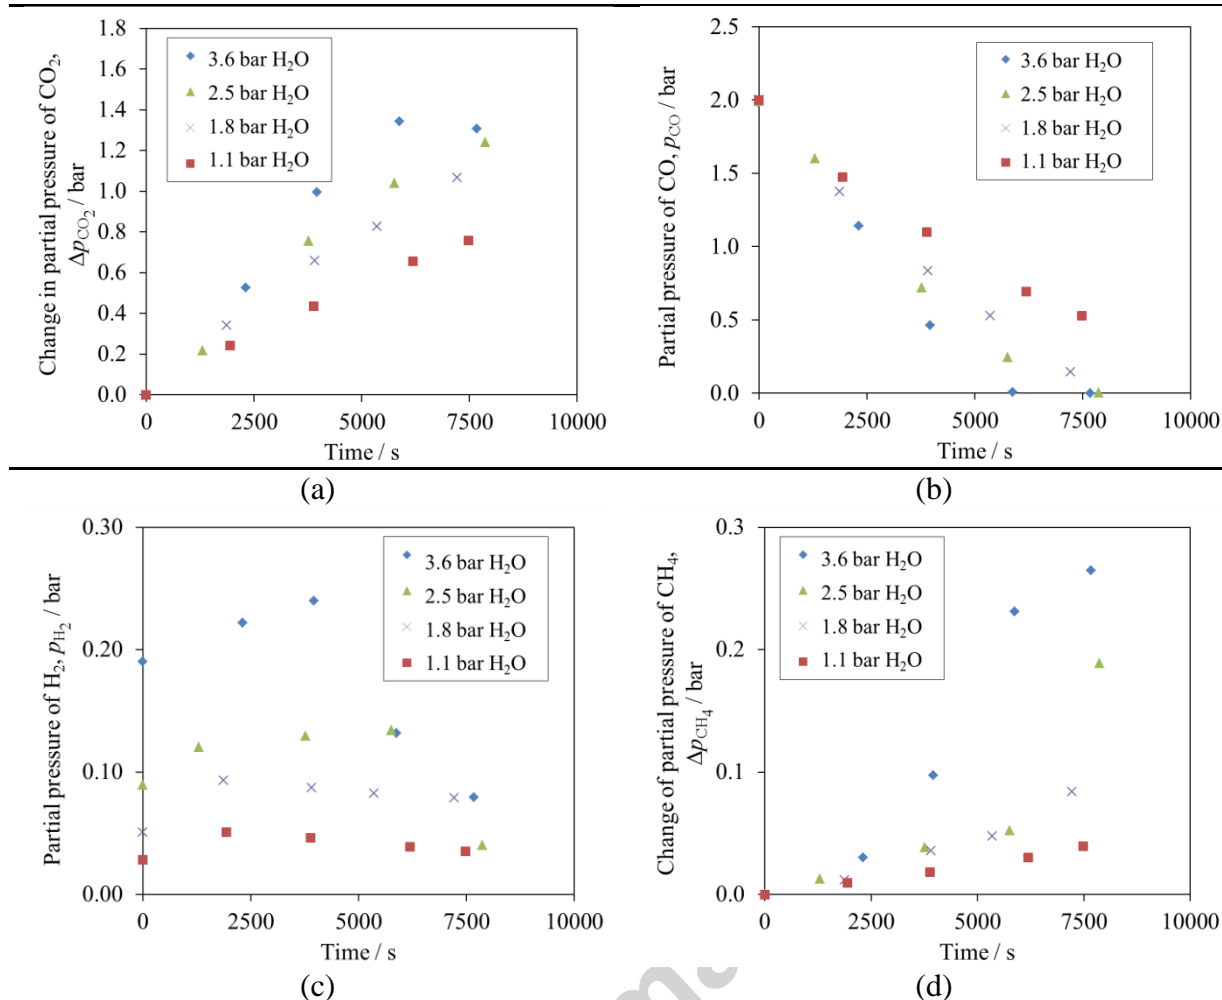 1.8
1.6
1.4
1.2
1.0
0.8
0.6
0.4
0.2
0.0
3.6 bar H₂O
2.5 bar H₂O
1.8 bar H₂O
1.1 bar H₂O
Change in partial pressure of CO₂,
Δp_CO₂ / bar
0 2500 5000 7500 10000
Time / s
(a)
2.5
2.0
1.5
1.0
0.5
0.0
3.6 bar H₂O
2.5 bar H₂O
1.8 bar H₂O
1.1 bar H₂O
Partial pressure of CO, p_CO / bar
0 2500 5000 7500 10000
Time / s
(b)
0.30
0.20
0.10
0.00
3.6 bar H₂O
2.5 bar H₂O
1.8 bar H₂O
1.1 bar H₂O
Partial pressure of H₂, p_H₂ / bar
0 2500 5000 7500 10000
Time / s
(c)
0.3
0.2
0.1
0.0
3.6 bar H₂O
2.5 bar H₂O
1.8 bar H₂O
1.1 bar H₂O
Change of partial pressure of CH₄,
Δp_CH₄ / bar
0 2500 5000 7500 10000
Time / s
(d)